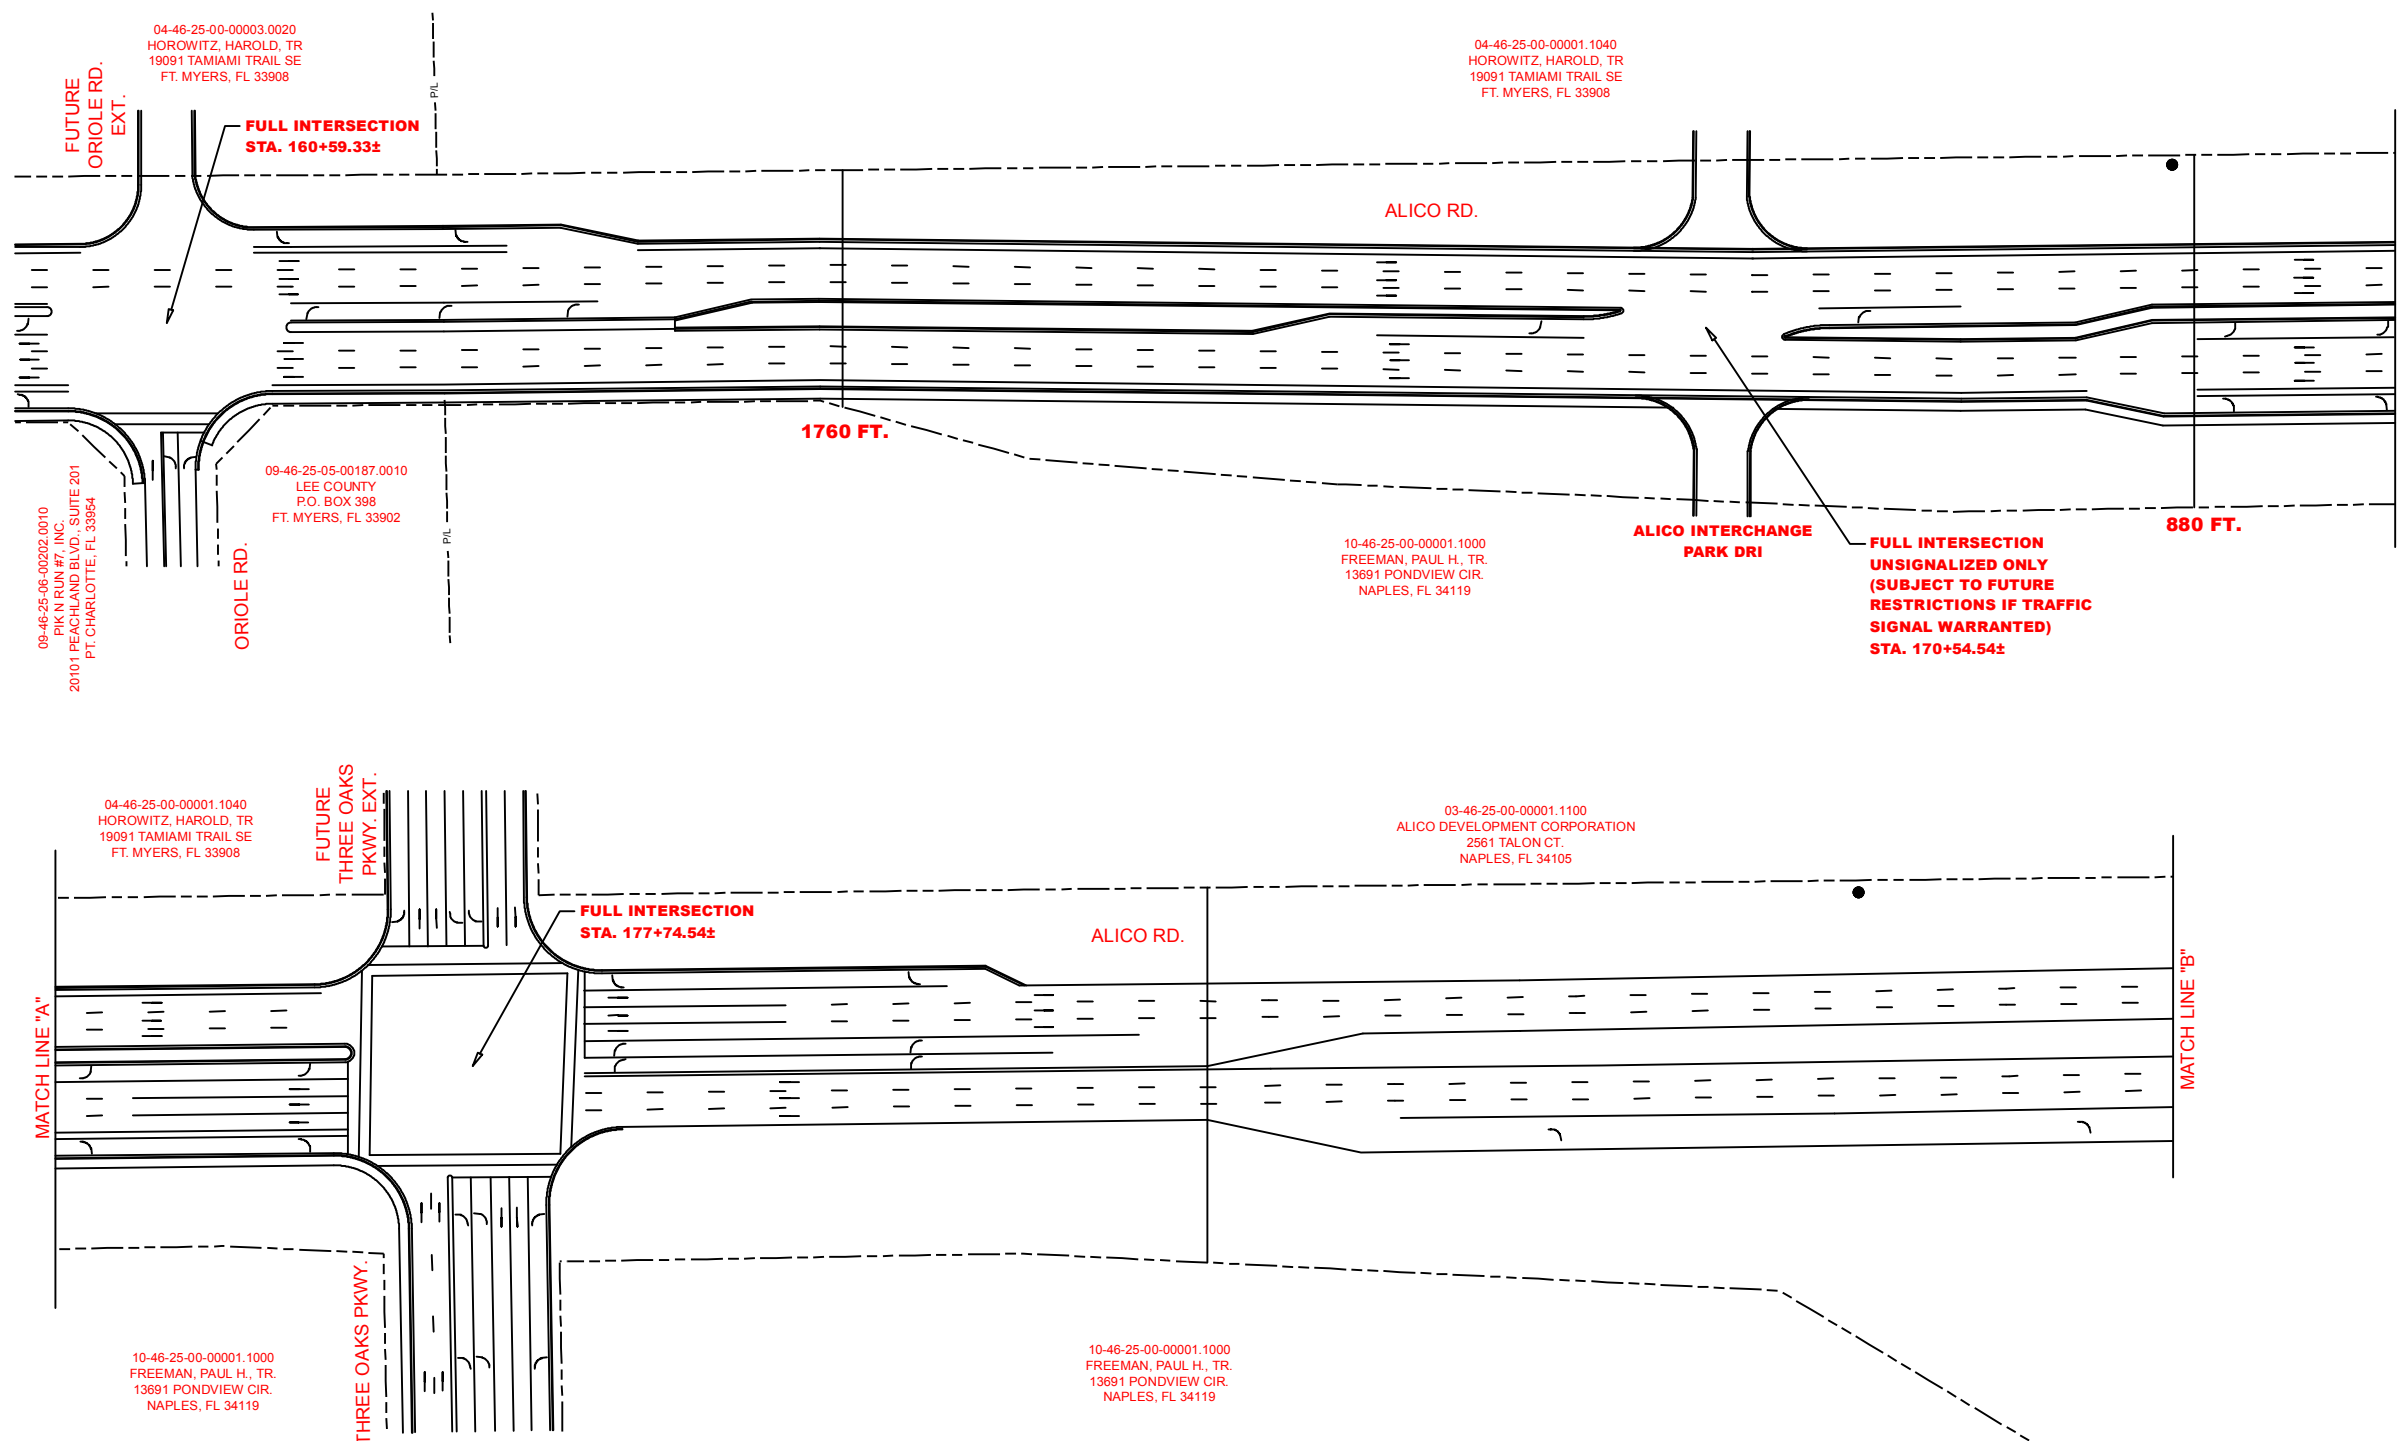 04-46-25-00-00003.0020
HOROWITZ, HAROLD, TR
19091 TAMIAMI TRAIL SE
FT. MYERS, FL 33908
FUTURE
ORIOLE RD.
EXT.
FULL INTERSECTION
STA. 160+59.33±
P/L
04-46-25-00-00001.1040
HOROWITZ, HAROLD, TR
19091 TAMIAMI TRAIL SE
FT. MYERS, FL 33908
ALICO RD.
1760 FT.
09-46-25-05-00187.0010
LEE COUNTY
P.O. BOX 398
FT. MYERS, FL 33902
09-46-25-06-00202.0010
PIK N RUN #7, INC.
20101 PEACHLAND BLVD., SUITE 201
PT. CHARLOTTE, FL 33954
ORIOLE RD.
P/L
10-46-25-00-00001.1000
FREEMAN, PAUL H., TR.
13691 PONDVIEW CIR.
NAPLES, FL 34119
ALICO INTERCHANGE
PARK DRI
880 FT.
FULL INTERSECTION
UNSIGNALIZED ONLY
(SUBJECT TO FUTURE
RESTRICTIONS IF TRAFFIC
SIGNAL WARRANTED)
STA. 170+54.54±
04-46-25-00-00001.1040
HOROWITZ, HAROLD, TR
19091 TAMIAMI TRAIL SE
FT. MYERS, FL 33908
FUTURE
THREE OAKS
PKWY. EXT.
FULL INTERSECTION
STA. 177+74.54±
03-46-25-00-00001.1100
ALICO DEVELOPMENT CORPORATION
2561 TALON CT.
NAPLES, FL 34105
ALICO RD.
MATCH LINE "A"
MATCH LINE "B"
THREE OAKS PKWY.
10-46-25-00-00001.1000
FREEMAN, PAUL H., TR.
13691 PONDVIEW CIR.
NAPLES, FL 34119
10-46-25-00-00001.1000
FREEMAN, PAUL H., TR.
13691 PONDVIEW CIR.
NAPLES, FL 34119